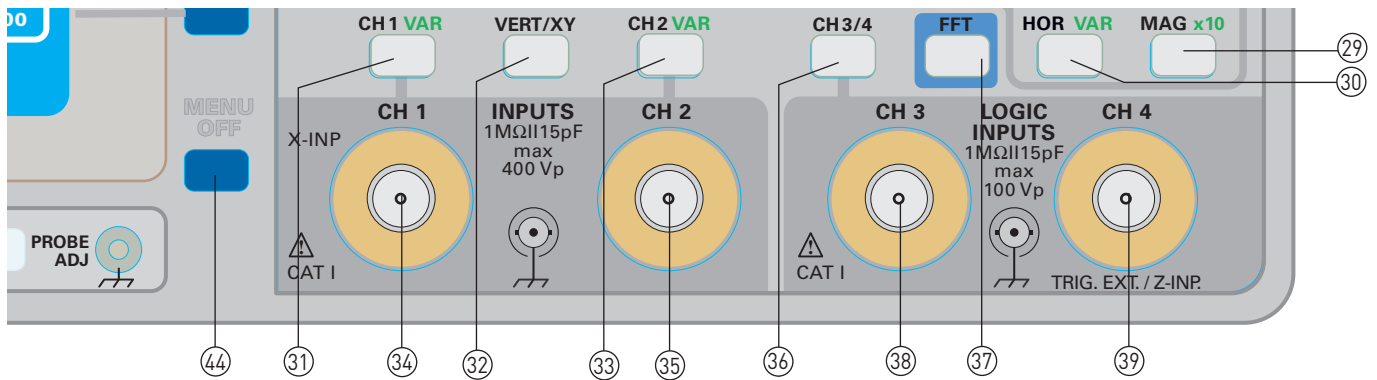 00
CH 1 VAR
VERT/XY
CH 2 VAR
CH 3/4
FFT
HOR VAR
MAG x10
29
30
MENU
OFF
X-INP
CH 1
INPUTS
1MΩII15pF
max
400 Vp
CH 2
CH 3
LOGIC
INPUTS
1MΩII15pF
max
100 Vp
CH 4
PROBE
ADJ
CAT I
CAT I
TRIG. EXT. / Z-INP.
44
31
34
32
33
35
36
38
37
39